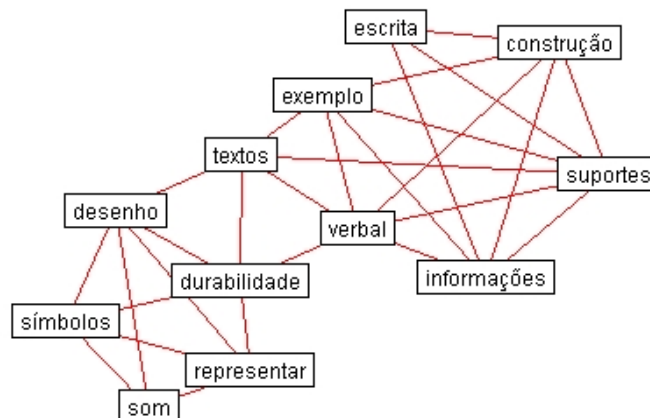 escrita
construção
exemplo
textos
suportes
desenho
verbal
durabilidade
informações
símbolos
representar
som